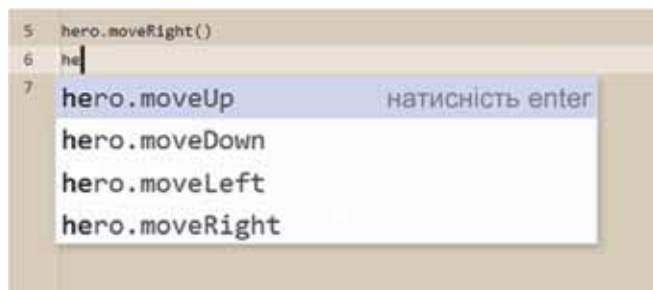 5 hero.moveRight()
6 he
7
hero.moveUp натисність enter
hero.moveDown
hero.moveLeft
hero.moveRight